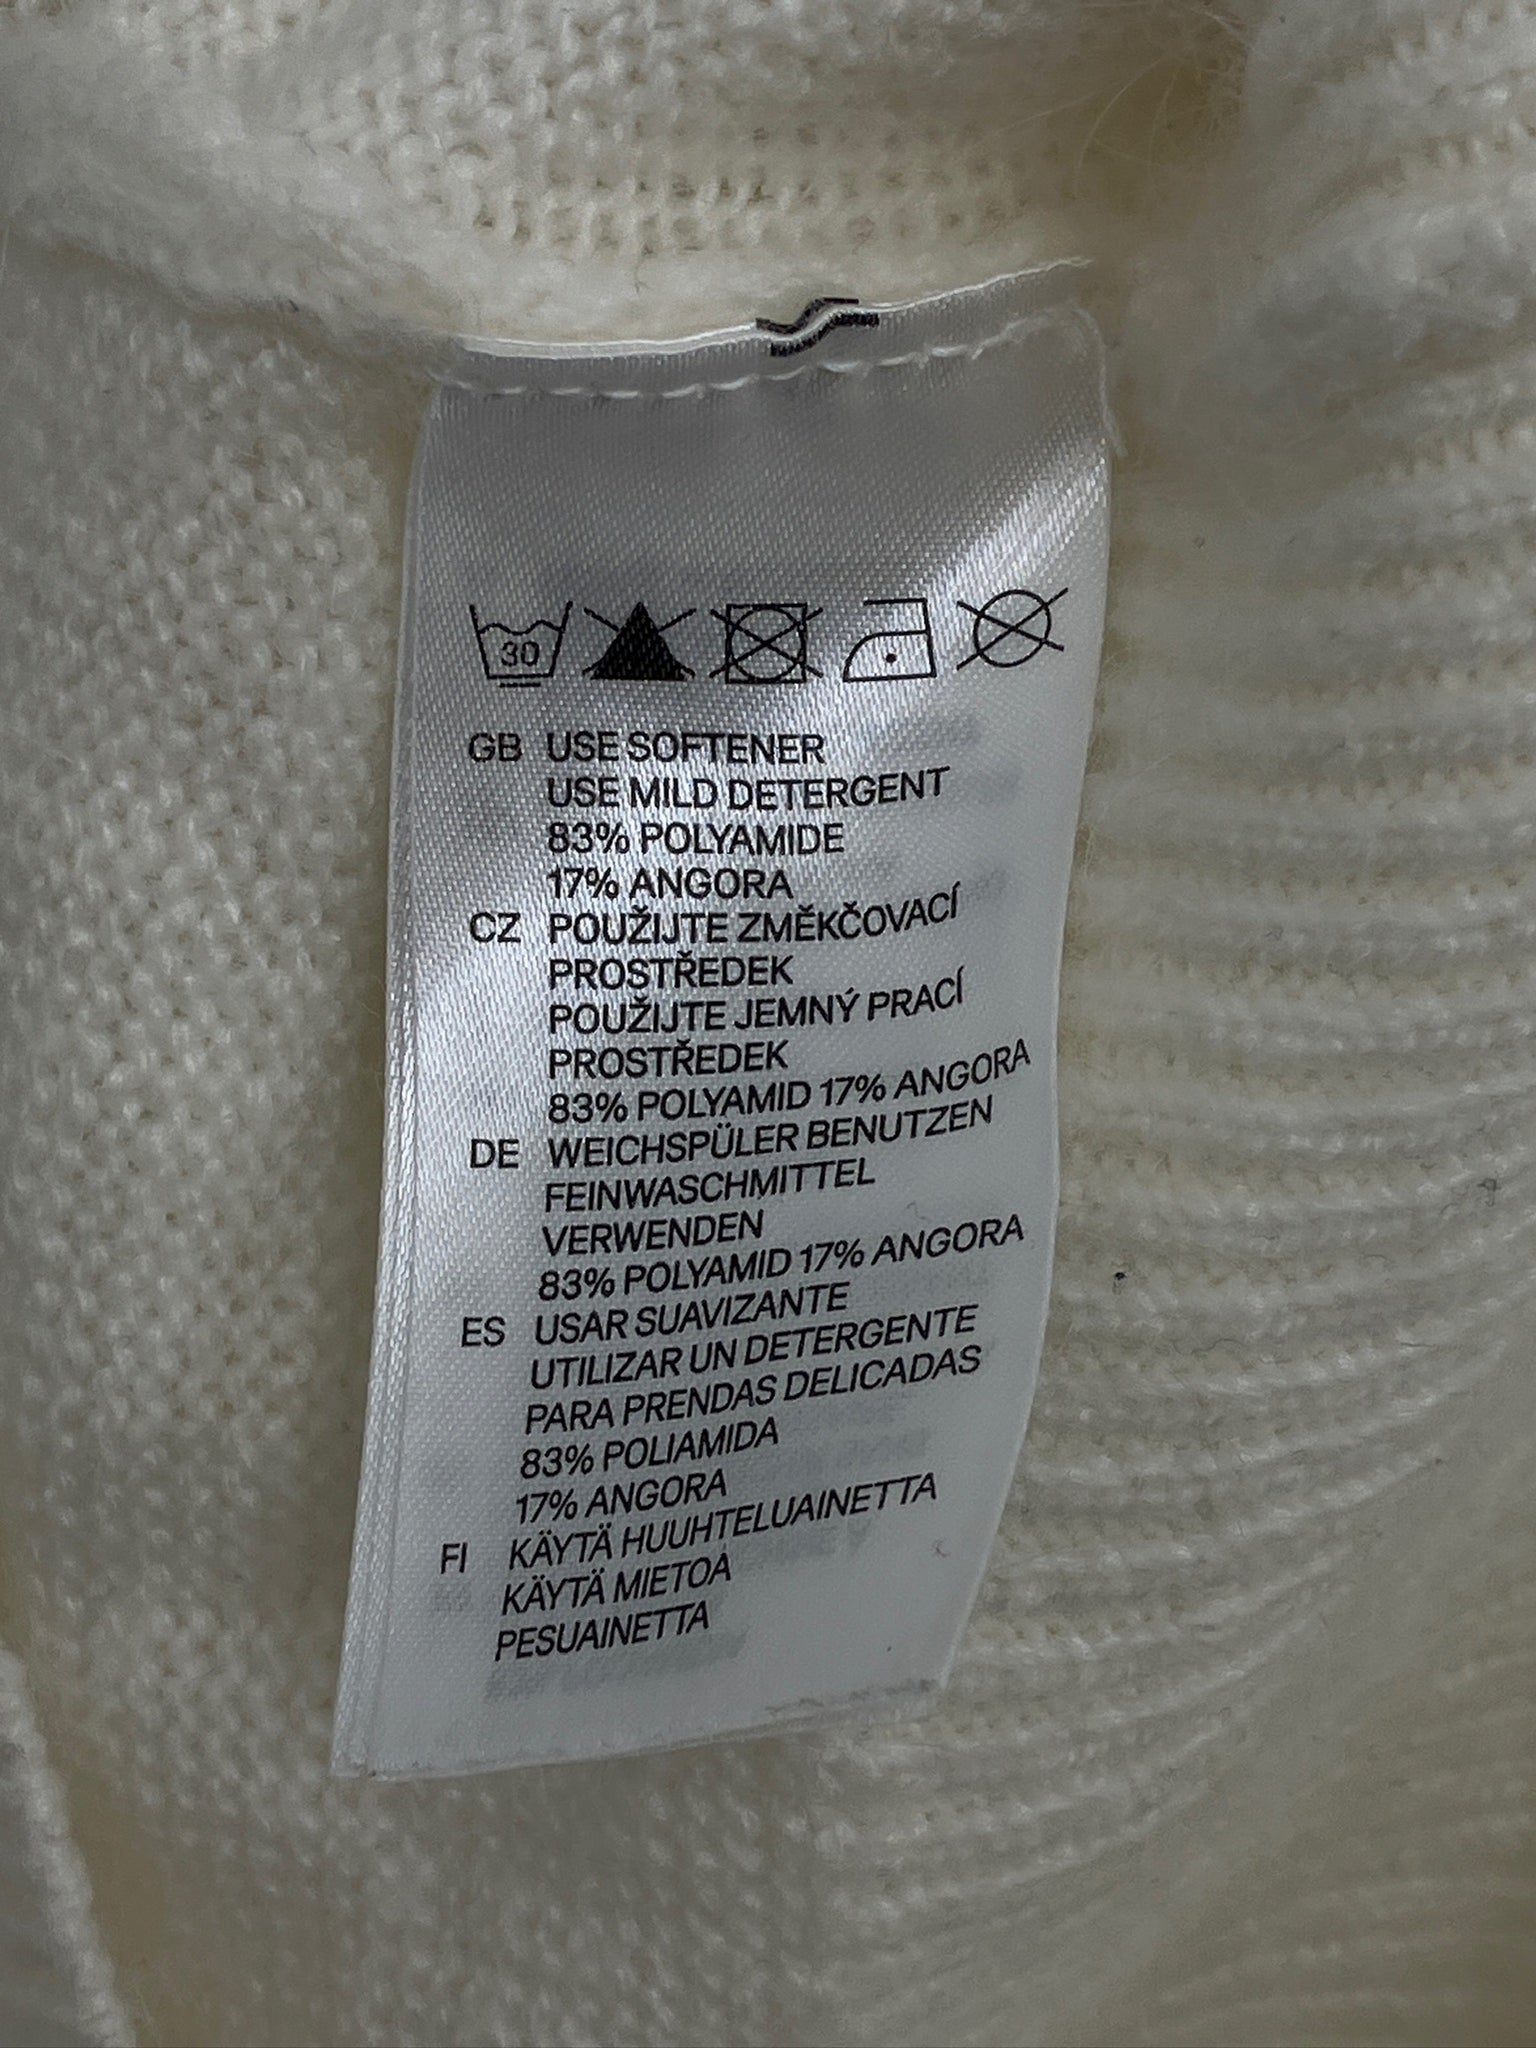 30
GB USE SOFTENER
USE MILD DETERGENT
83% POLYAMIDE
17% ANGORA
CZ POUŽIJTE ZMĚKČOVACÍ
PROSTŘEDEK
POUŽIJTE JEMNÝ PRACÍ
PROSTŘEDEK
83% POLYAMID 17% ANGORA
DE WEICHSPÜLER BENUTZEN
FEINWASCHMITTEL
VERWENDEN
83% POLYAMID 17% ANGORA
ES USAR SUAVIZANTE
UTILIZAR UN DETERGENTE
PARA PRENDAS DELICADAS
83% POLIAMIDA
17% ANGORA
FI KÄYTÄ HUUHTELUAINETTA
KÄYTÄ MIETOA
PESUAINETTA